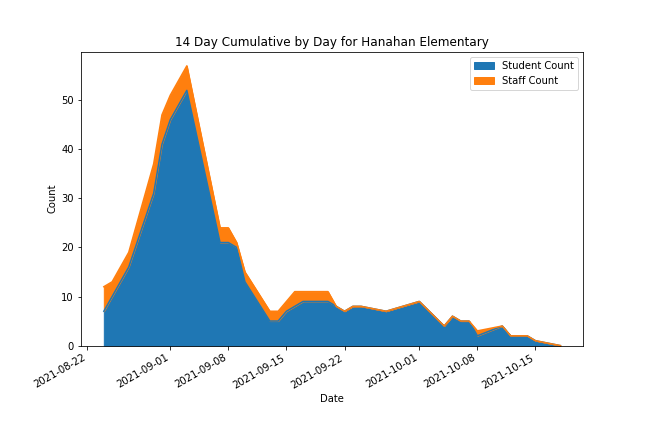 14 Day Cumulative by Day for Hanahan Elementary
Student Count
Staff Count
50
40
30
20
10
0
Count
2021-08-22
2021-09-01
2021-09-08
2021-09-15
2021-09-22
2021-10-01
2021-10-08
2021-10-15
Date